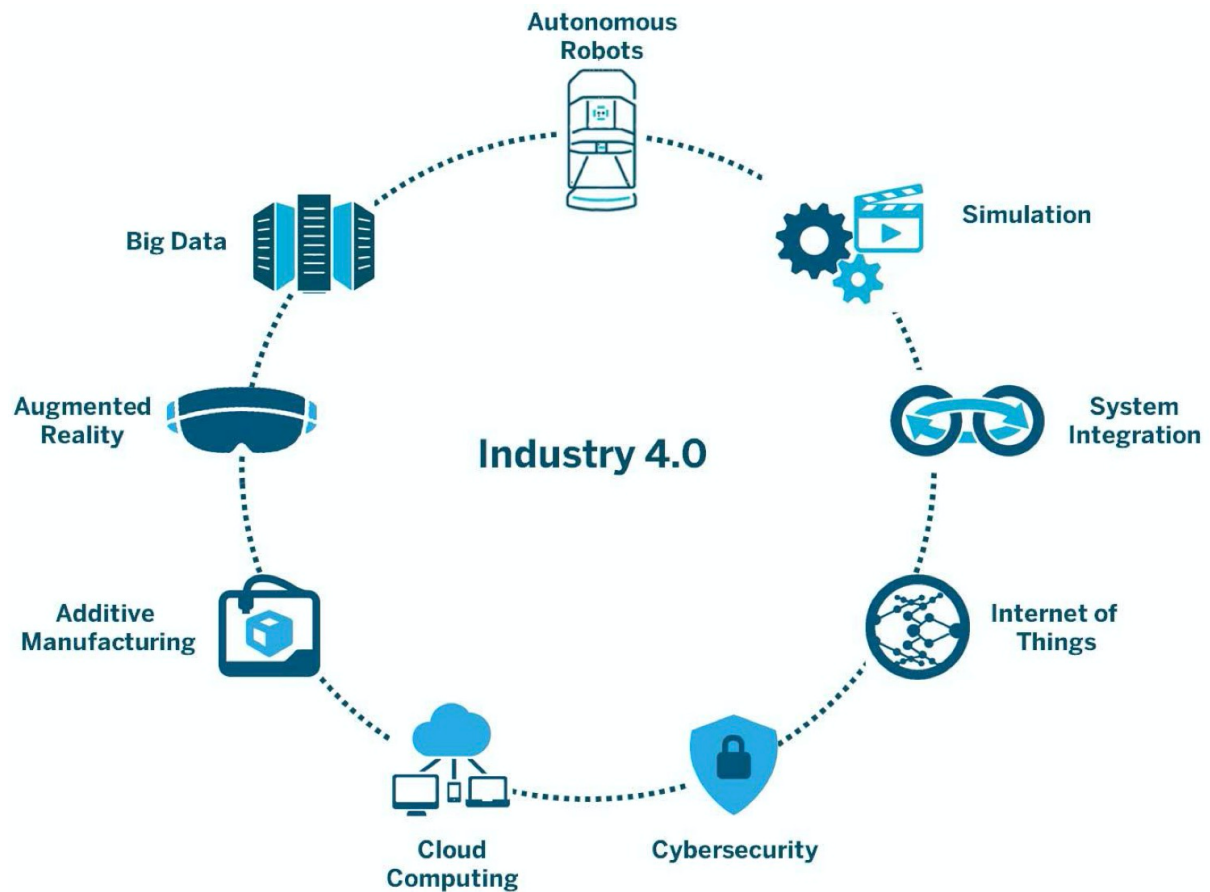 Autonomous
Robots
Simulation
System
Integration
Internet of
Things
Cybersecurity
Cloud
Computing
Additive
Manufacturing
Augmented
Reality
Big Data
Industry 4.0